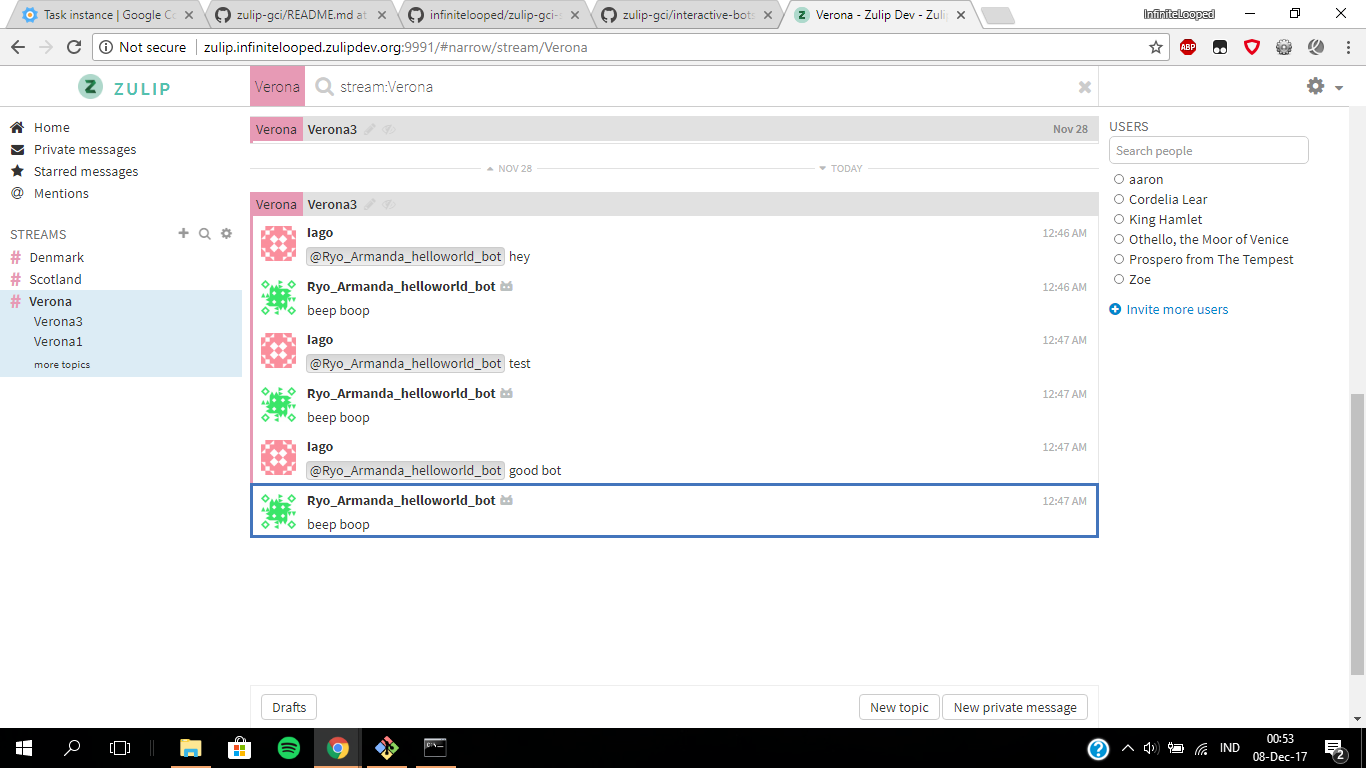 Task instance | Google Co
zulip-gci/README.md at
infinitelooped/zulip-gci-s
zulip-gci/interactive-bots
Verona - Zulip Dev - Zulip
InfiniteLooped
Not secure
zulip.infinitelooped.zulipdev.org:9991/#narrow/stream/Verona
ABP
ZULIP
Verona
stream:Verona
Home
Private messages
Starred messages
@ Mentions
STREAMS
# Denmark
# Scotland
# Verona
Verona3
Verona1
more topics
Verona Verona3 Nov 28
NOV 28 TODAY
Verona Verona3
Iago 12:46 AM
@Ryo_Armanda_helloworld_bot hey
Ryo_Armanda_helloworld_bot 12:46 AM
beep boop
Iago 12:47 AM
@Ryo_Armanda_helloworld_bot test
Ryo_Armanda_helloworld_bot 12:47 AM
beep boop
Iago 12:47 AM
@Ryo_Armanda_helloworld_bot good bot
Ryo_Armanda_helloworld_bot 12:47 AM
beep boop
USERS
Search people
aaron
Cordelia Lear
King Hamlet
Othello, the Moor of Venice
Prospero from The Tempest
Zoe
Invite more users
Drafts
New topic
New private message
IND
00:53
08-Dec-17
2